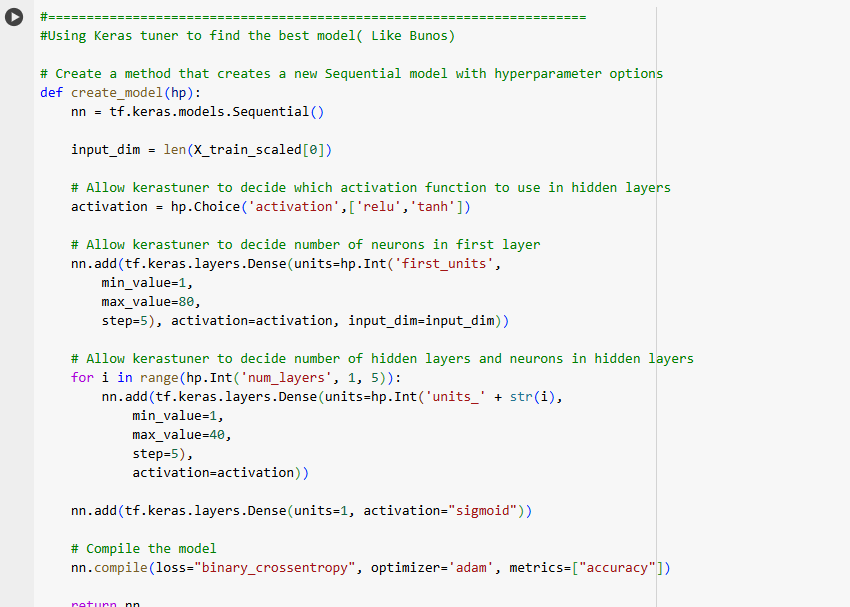 #======================================================================
#Using Keras tuner to find the best model( Like Bunos)
# Create a method that creates a new Sequential model with hyperparameter options
def create_model(hp):
    nn = tf.keras.models.Sequential()
    input_dim = len(X_train_scaled[0])
    # Allow kerastuner to decide which activation function to use in hidden layers
    activation = hp.Choice('activation',['relu','tanh'])
    # Allow kerastuner to decide number of neurons in first layer
    nn.add(tf.keras.layers.Dense(units=hp.Int('first_units',
        min_value=1,
        max_value=80,
        step=5), activation=activation, input_dim=input_dim))
    # Allow kerastuner to decide number of hidden layers and neurons in hidden layers
    for i in range(hp.Int('num_layers', 1, 5)):
        nn.add(tf.keras.layers.Dense(units=hp.Int('units_' + str(i),
            min_value=1,
            max_value=40,
            step=5),
            activation=activation))
    nn.add(tf.keras.layers.Dense(units=1, activation="sigmoid"))
    # Compile the model
    nn.compile(loss="binary_crossentropy", optimizer='adam', metrics=["accuracy"])
    return nn